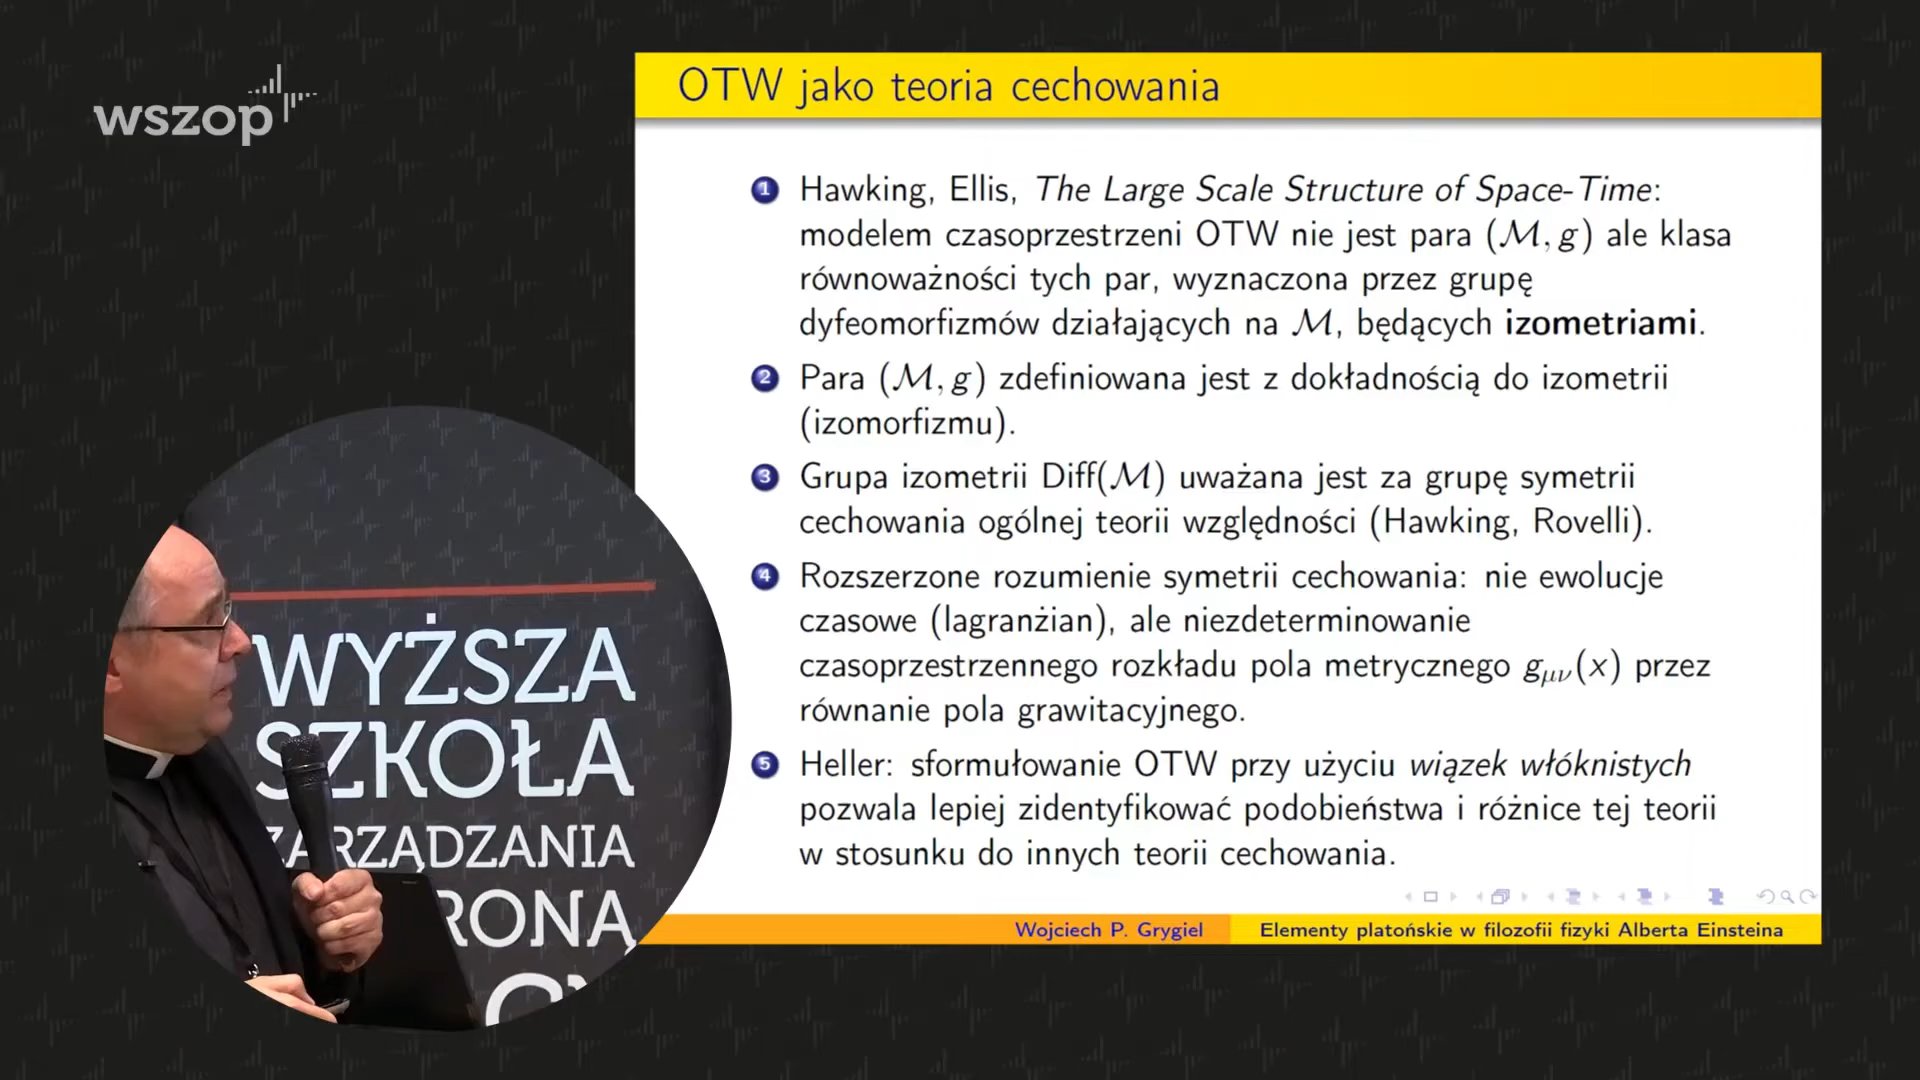 wszop
OTW jako teoria cechowania
1 Hawking, Ellis, The Large Scale Structure of Space-Time:
modelem czasoprzestrzeni OTW nie jest para (M, g) ale klasa
równoważności tych par, wyznaczona przez grupę
dyfeomorfizmów działających na M, będących izometriami.
2 Para (M, g) zdefiniowana jest z dokładnością do izometrii
(izomorfizmu).
3 Grupa izometrii Diff(M) uważana jest za grupę symetrii
cechowania ogólnej teorii względności (Hawking, Rovelli).
4 Rozszerzone rozumienie symetrii cechowania: nie ewolucje
czasowe (lagranżian), ale niezdeterminowanie
czasoprzestrzennego rozkładu pola metrycznego gμν(x) przez
równanie pola grawitacyjnego.
5 Heller: sformułowanie OTW przy użyciu wiązek włóknistych
pozwala lepiej zidentyfikować podobieństwa i różnice tej teorii
w stosunku do innych teorii cechowania.
Wojciech P. Grygiel Elementy platońskie w filozofii fizyki Alberta Einsteina
WYŻSZA
SZKOŁA
ZARZĄDZANIA